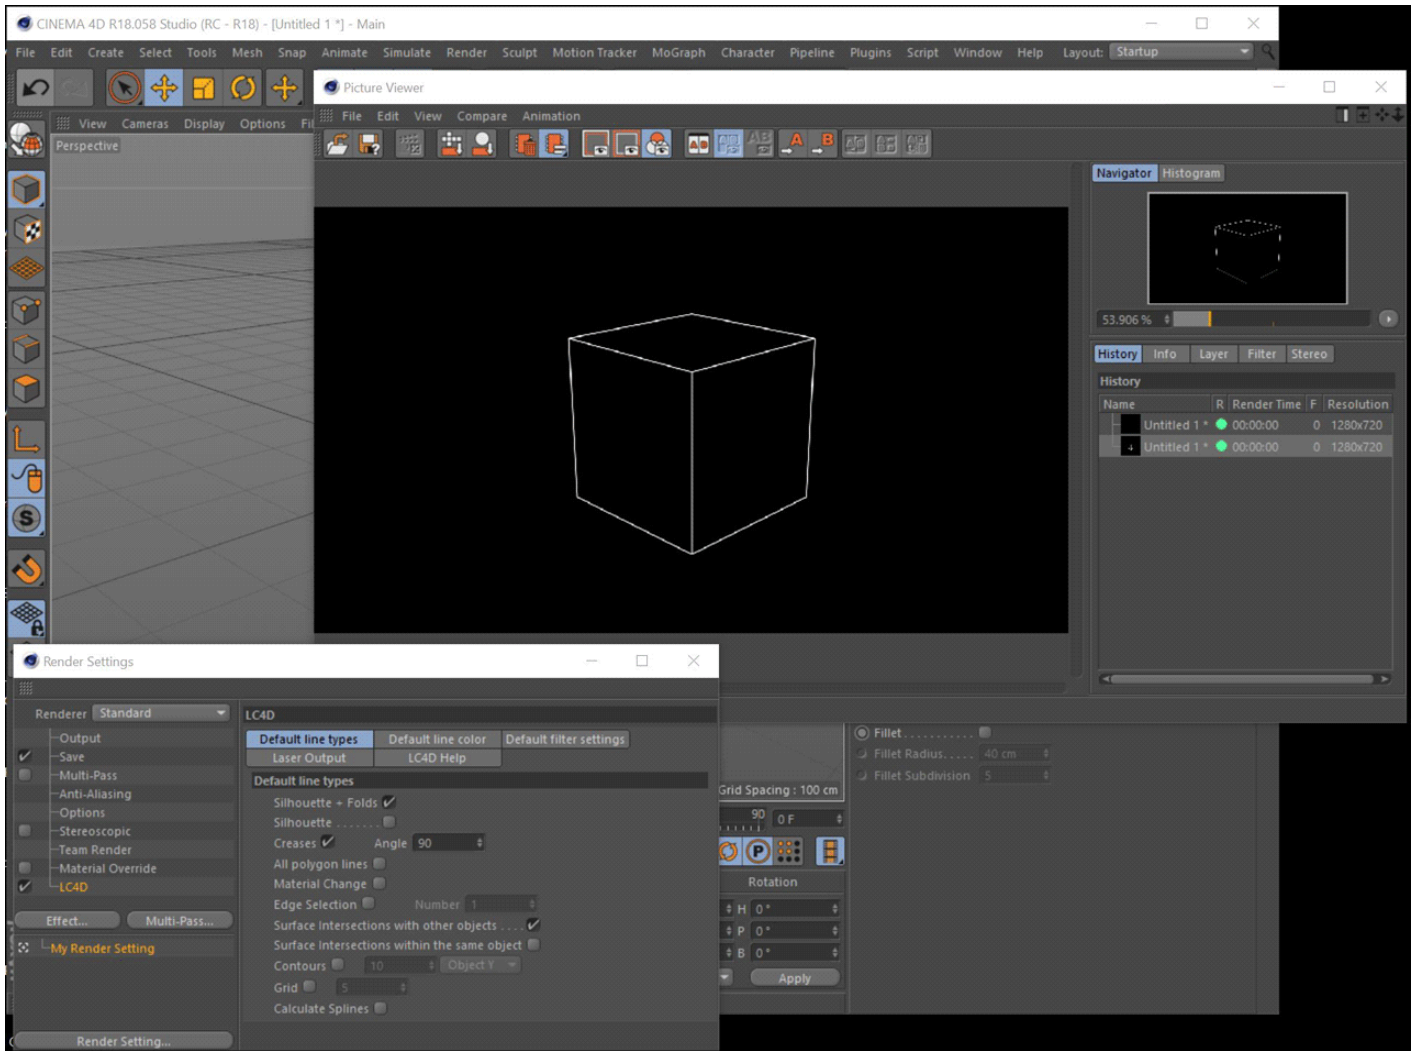 CINEMA 4D R18.058 Studio (RC - R18) - [Untitled 1 *] - Main
File Edit Create Select Tools Mesh Snap Animate Simulate Render Sculpt Motion Tracker MoGraph Character Pipeline Plugins Script Window Help Layout: Startup
Picture Viewer
File Edit View Compare Animation
View Cameras Display Options
Perspective
Navigator Histogram
53.906 %
History Info Layer Filter Stereo
History
Name R Render Time F Resolution
Untitled 1 * 00:00:00 0 1280x720
Untitled 1 * 00:00:00 0 1280x720
Render Settings
Renderer Standard
Output
Save
Multi-Pass
Anti-Aliasing
Options
Stereoscopic
Team Render
Material Override
LC4D
Effect... Multi-Pass...
My Render Setting
Render Setting...
LC4D
Default line types Default line color Default filter settings
Laser Output LC4D Help
Default line types
Silhouette + Folds
Silhouette . . . . . . .
Creases Angle 90
All polygon lines
Material Change
Edge Selection Number 1
Surface Intersections with other objects . . . .
Surface Intersections within the same object
Contours 10 Object Y
Grid 5
Calculate Splines
Grid Spacing : 100 cm
90 0 F
P
Rotation
H 0 °
P 0 °
B 0 °
Apply
Fillet . . . . . . . . . . .
Fillet Radius. . . . . 40 cm
Fillet Subdivision 5